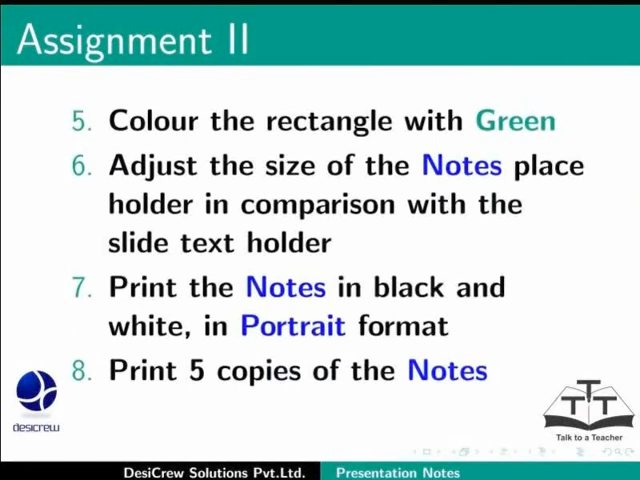 Assignment II
5. Colour the rectangle with Green
6. Adjust the size of the Notes place
holder in comparison with the
slide text holder
7. Print the Notes in black and
white, in Portrait format
8. Print 5 copies of the Notes
desicrew
TTT
Talk to a Teacher
DesiCrew Solutions Pvt.Ltd. Presentation Notes